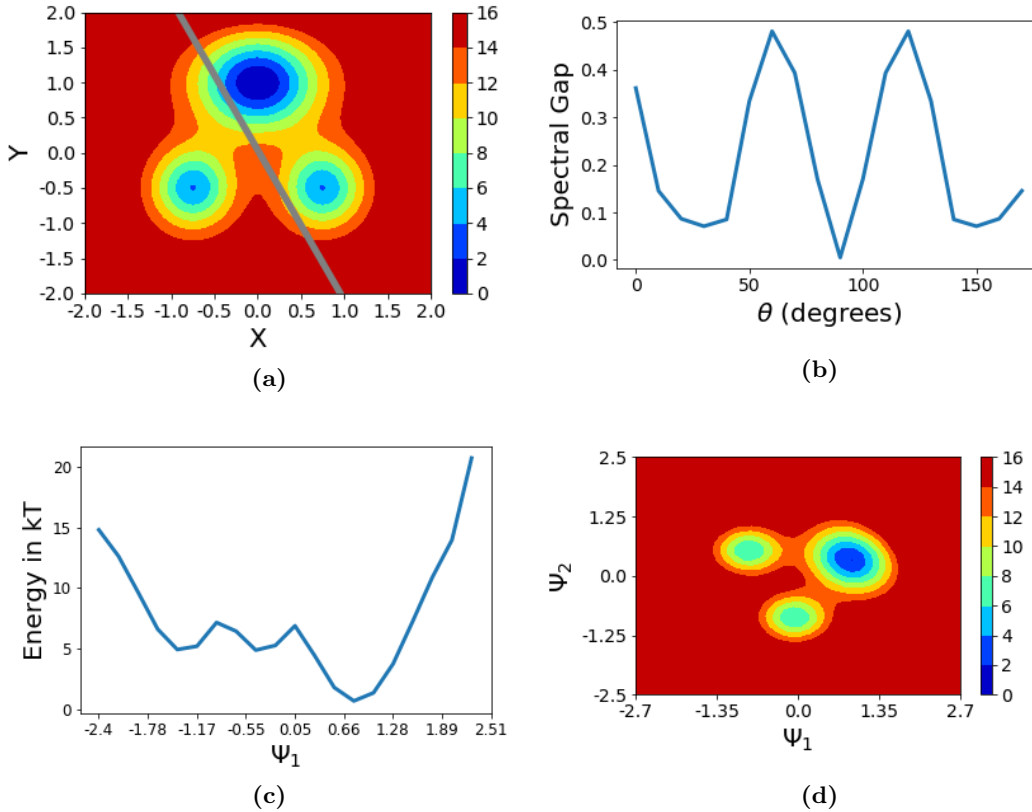 2.0
1.5
1.0
0.5
0.0
-0.5
-1.0
-1.5
-2.0
Y
-2.0 -1.5 -1.0 -0.5 0.0 0.5 1.0 1.5 2.0
X
16
14
12
10
8
6
4
2
0
(a)
0.5
0.4
0.3
0.2
0.1
0.0
Spectral Gap
0 50 100 150
θ (degrees)
(b)
20
15
10
5
0
Energy in kT
-2.4 -1.78 -1.17 -0.55 0.05 0.66 1.28 1.89 2.51
Ψ₁
(c)
2.5
1.25
0.0
-1.25
-2.5
Ψ₂
-2.7 -1.35 0.0 1.35 2.7
Ψ₁
16
14
12
10
8
6
4
2
0
(d)